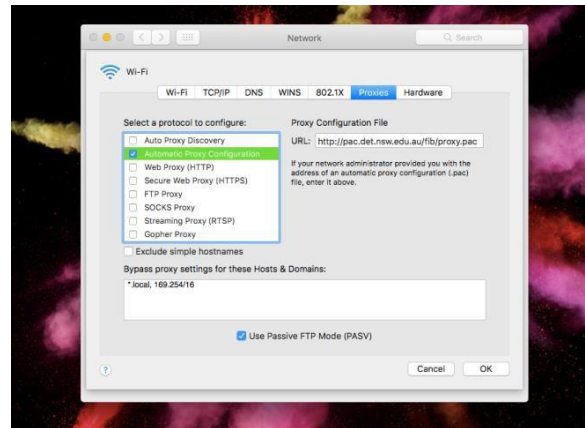 Network
Search
Wi-Fi
Wi-Fi TCP/IP DNS WINS 802.1X Proxies Hardware
Select a protocol to configure:
Auto Proxy Discovery
Automatic Proxy Configuration
Web Proxy (HTTP)
Secure Web Proxy (HTTPS)
FTP Proxy
SOCKS Proxy
Streaming Proxy (RTSP)
Gopher Proxy
Exclude simple hostnames
Proxy Configuration File
URL: http://pac.det.nsw.edu.au/fib/proxy.pac
If your network administrator provided you with the
address of an automatic proxy configuration (.pac)
file, enter it above.
Bypass proxy settings for these Hosts & Domains:
*.local, 169.254/16
Use Passive FTP Mode (PASV)
?
Cancel OK